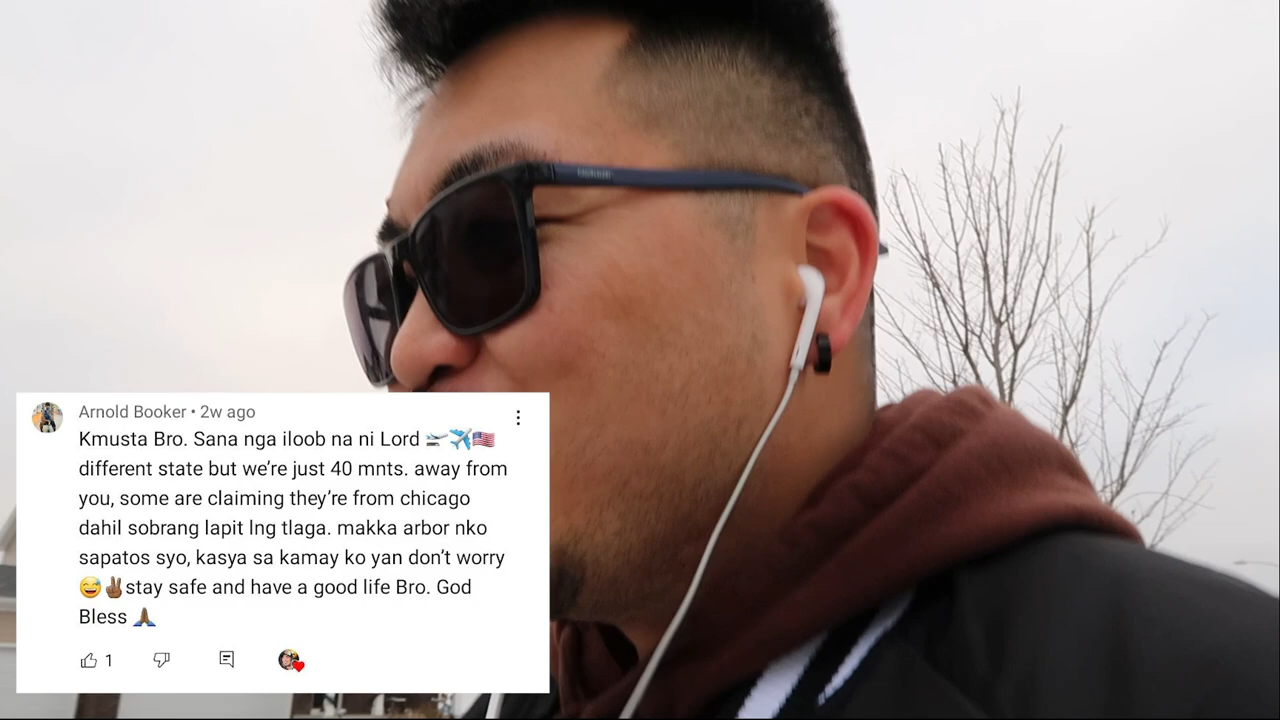 Arnold Booker • 2w ago
Kmusta Bro. Sana nga iloob na ni Lord 🛫✈️🇺🇸
different state but we’re just 40 mnts. away from
you, some are claiming they’re from chicago
dahil sobrang lapit lng tlaga. makka arbor nko
sapatos syo, kasya sa kamay ko yan don’t worry
😅✌🏾stay safe and have a good life Bro. God
Bless 🙏🏾
1